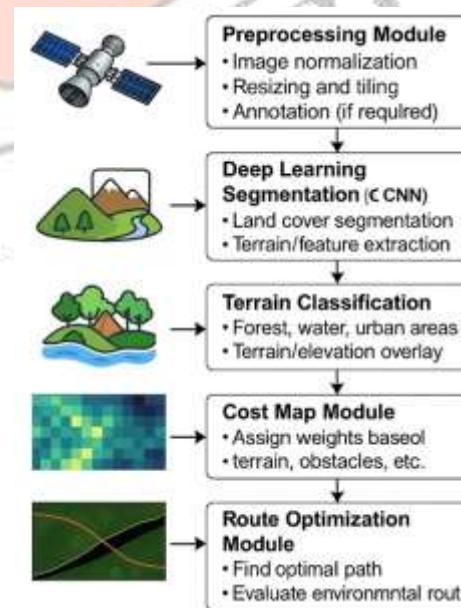 Preprocessing Module
• Image normalization
• Resizing and tiling
• Annotation (if required)
Deep Learning
Segmentation (€ CNN)
• Land cover segmentation
• Terrain/feature extraction
Terrain Classification
• Forest, water, urban areas
• Terrain/elevation overlay
Cost Map Module
• Assign weights baseol
• terrain, obstacles, etc.
Route Optimization
Module
• Find optimal path
• Evaluate environmntal rout